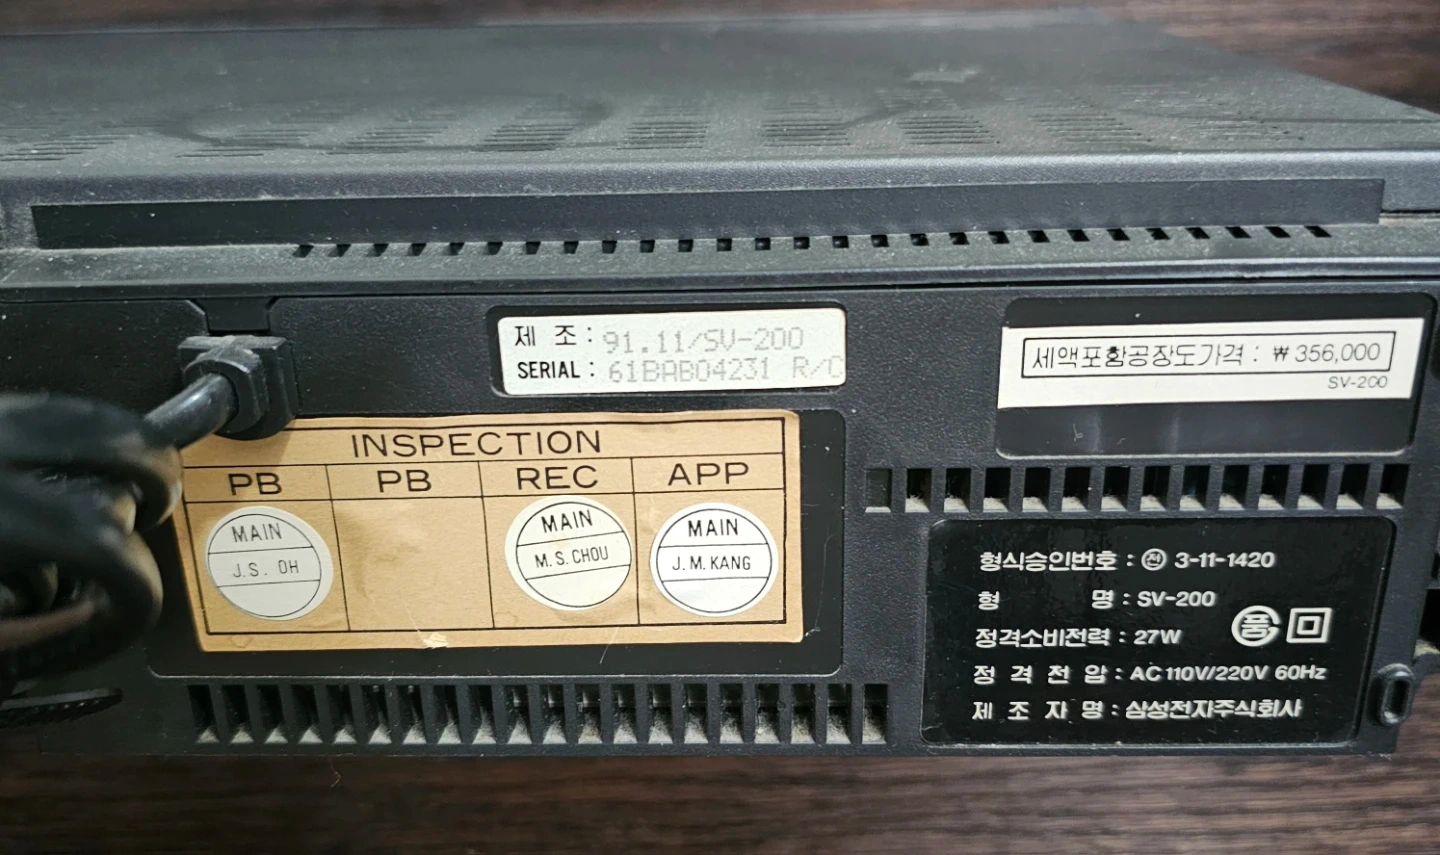 제 조 : 91.11/SV-200
SERIAL : 61BAB04231 R/C
세액포함공장도가격 : ₩ 356,000
SV-200
INSPECTION
PB PB REC APP
MAIN
J.S. OH
MAIN
M.S.CHOU
MAIN
J.M.KANG
형식승인번호 : 전 3-11-1420
형 명 : SV-200
정격소비전력 : 27W
품
정 격 전 압 : AC 110V/220V 60Hz
제 조 자 명 : 삼성전자주식회사